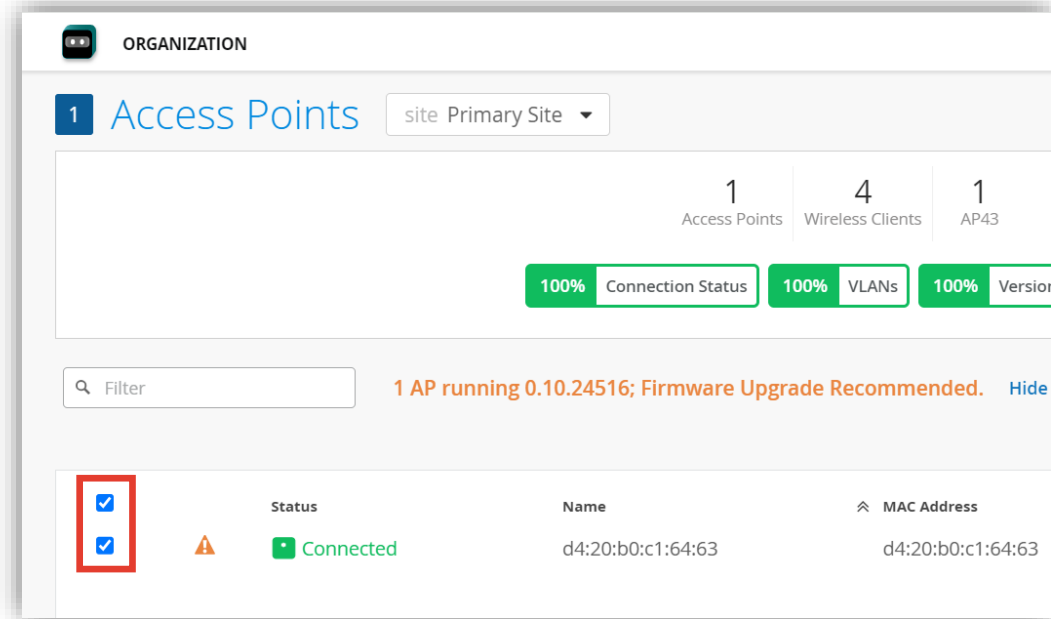 ORGANIZATION
1 Access Points site Primary Site
1 4 1
Access Points Wireless Clients AP43
100% Connection Status 100% VLANs 100% Version
Filter 1 AP running 0.10.24516; Firmware Upgrade Recommended. Hide
Status Name MAC Address
Connected d4:20:b0:c1:64:63 d4:20:b0:c1:64:63